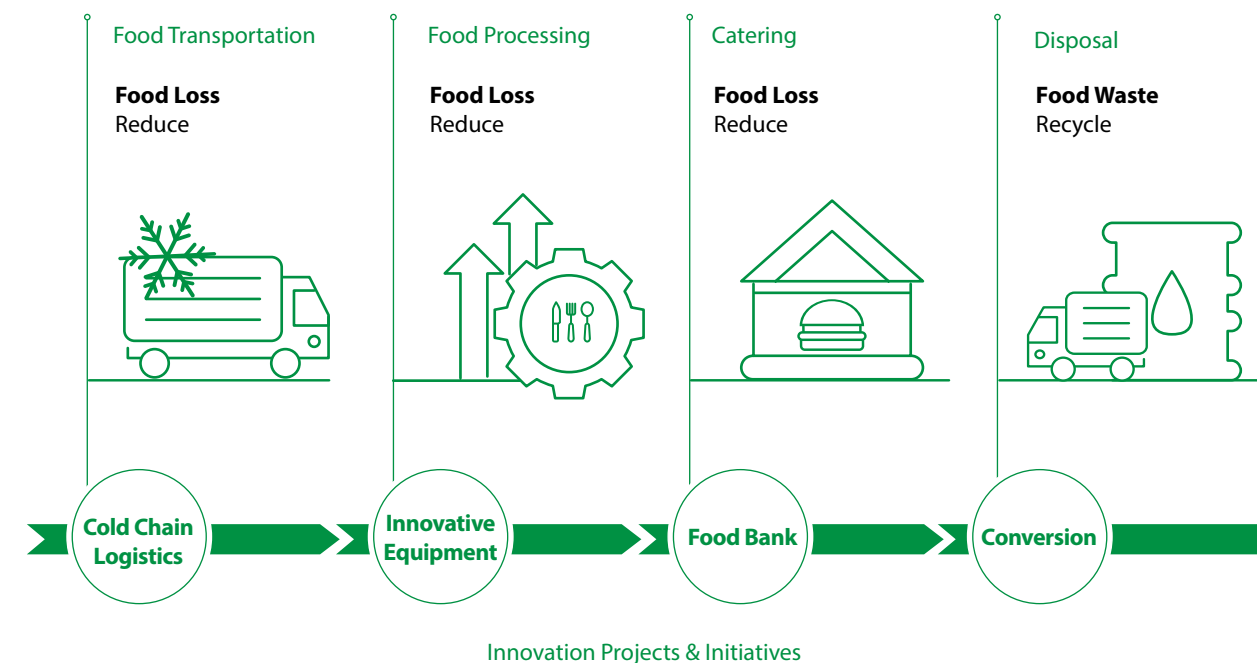 Food Transportation
Food Loss
Reduce
Food Processing
Food Loss
Reduce
Catering
Food Loss
Reduce
Disposal
Food Waste
Recycle
Cold Chain
Logistics
Innovative
Equipment
Food Bank
Conversion
Innovation Projects & Initiatives